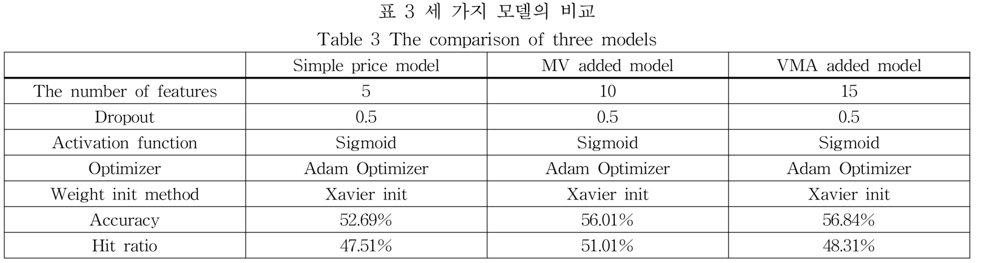 표 3 세 가지 모델의 비교
Table 3 The comparison of three models
Simple price model MV added model VMA added model
The number of features 5 10 15
Dropout 0.5 0.5 0.5
Activation function Sigmoid Sigmoid Sigmoid
Optimizer Adam Optimizer Adam Optimizer Adam Optimizer
Weight init method Xavier init Xavier init Xavier init
Accuracy 52.69% 56.01% 56.84%
Hit ratio 47.51% 51.01% 48.31%